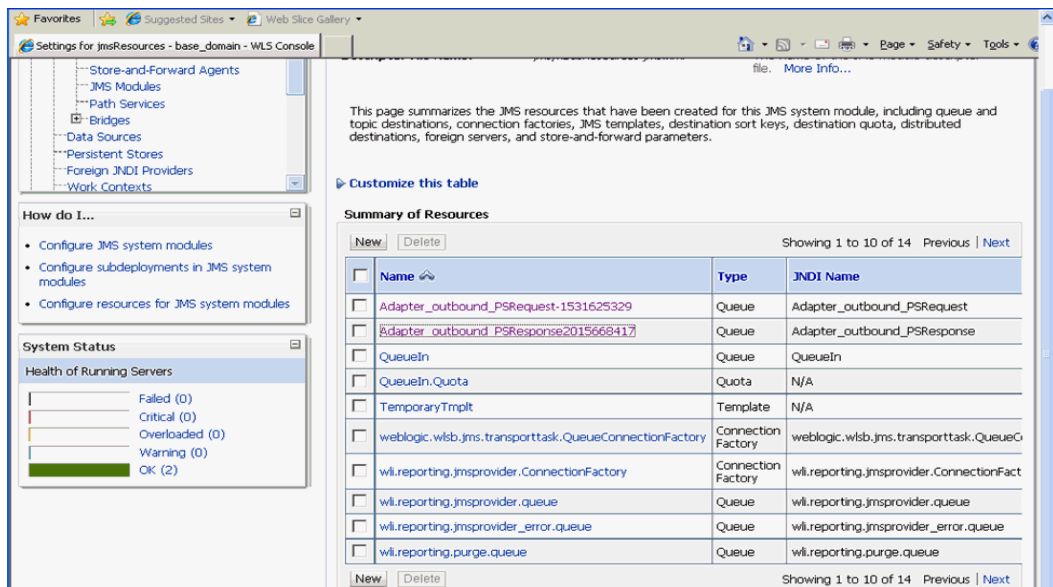 Favorites
Suggested Sites
Web Slice Gallery
Settings for jmsResources - base_domain - WLS Console
Page
Safety
Tools
Store-and-Forward Agents
JMS Modules
Path Services
Bridges
Data Sources
Persistent Stores
Foreign JNDI Providers
Work Contexts
How do I...
Configure JMS system modules
Configure subdeployments in JMS system
modules
Configure resources for JMS system modules
System Status
Health of Running Servers
Failed (0)
Critical (0)
Overloaded (0)
Warning (0)
OK (2)
file. More Info...
This page summarizes the JMS resources that have been created for this JMS system module, including queue and
topic destinations, connection factories, JMS templates, destination sort keys, destination quota, distributed
destinations, foreign servers, and store-and-forward parameters.
Customize this table
Summary of Resources
New Delete Showing 1 to 10 of 14 Previous | Next
Name Type JNDI Name
Adapter_outbound_PSRequest-1531625329 Queue Adapter_outbound_PSRequest
Adapter_outbound_PSResponse2015668417 Queue Adapter_outbound_PSResponse
QueueIn Queue QueueIn
QueueIn.Quota Quota N/A
TemporaryTmplt Template N/A
weblogic.wlsb.jms.transporttask.QueueConnectionFactory Connection Factory weblogic.wlsb.jms.transporttask.QueueC
wli.reporting.jmsprovider.ConnectionFactory Connection Factory wli.reporting.jmsprovider.ConnectionFact
wli.reporting.jmsprovider.queue Queue wli.reporting.jmsprovider.queue
wli.reporting.jmsprovider_error.queue Queue wli.reporting.jmsprovider_error.queue
wli.reporting.purge.queue Queue wli.reporting.purge.queue
New Delete Showing 1 to 10 of 14 Previous | Next